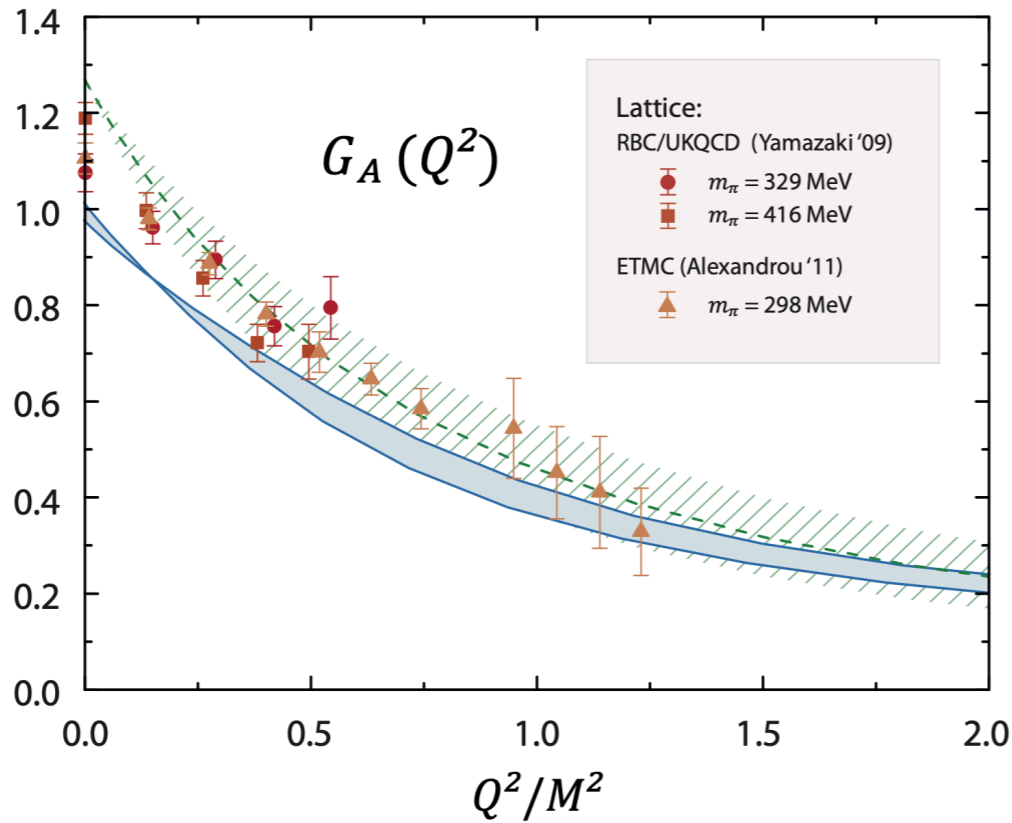 1.4
1.2
1.0
0.8
0.6
0.4
0.2
0.0
G_A (Q²)
Lattice:
RBC/UKQCD (Yamazaki ‘09)
m_π = 329 MeV
m_π = 416 MeV
ETMC (Alexandrou ‘11)
m_π = 298 MeV
0.0 0.5 1.0 1.5 2.0
Q²/M²